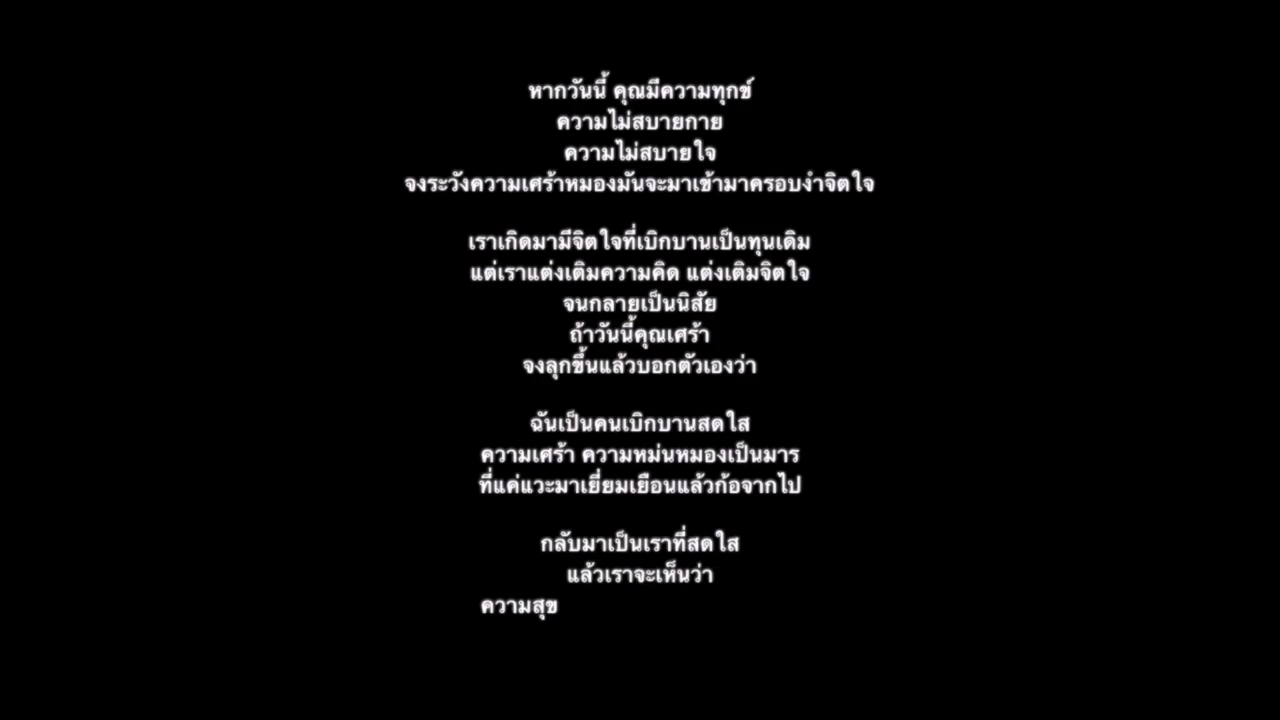 หากวันนี้ คุณมีความทุกข์
ความไม่สบายกาย
ความไม่สบายใจ
จงระวังความเศร้าหมองมันจะมาเข้ามาครอบงำจิตใจ
เราเกิดมามีจิตใจที่เบิกบานเป็นทุนเดิม
แต่เราแต่งเติมความคิด แต่งเติมจิตใจ
จนกลายเป็นนิสัย
ถ้าวันนี้คุณเศร้า
จงลุกขึ้นแล้วบอกตัวเองว่า
ฉันเป็นคนเบิกบานสดใส
ความเศร้า ความหม่นหมองเป็นมาร
ที่แค่แวะมาเยี่ยมเยือนแล้วก้อจากไป
กลับมาเป็นเราที่สดใส
แล้วเราจะเห็นว่า
ความสุข